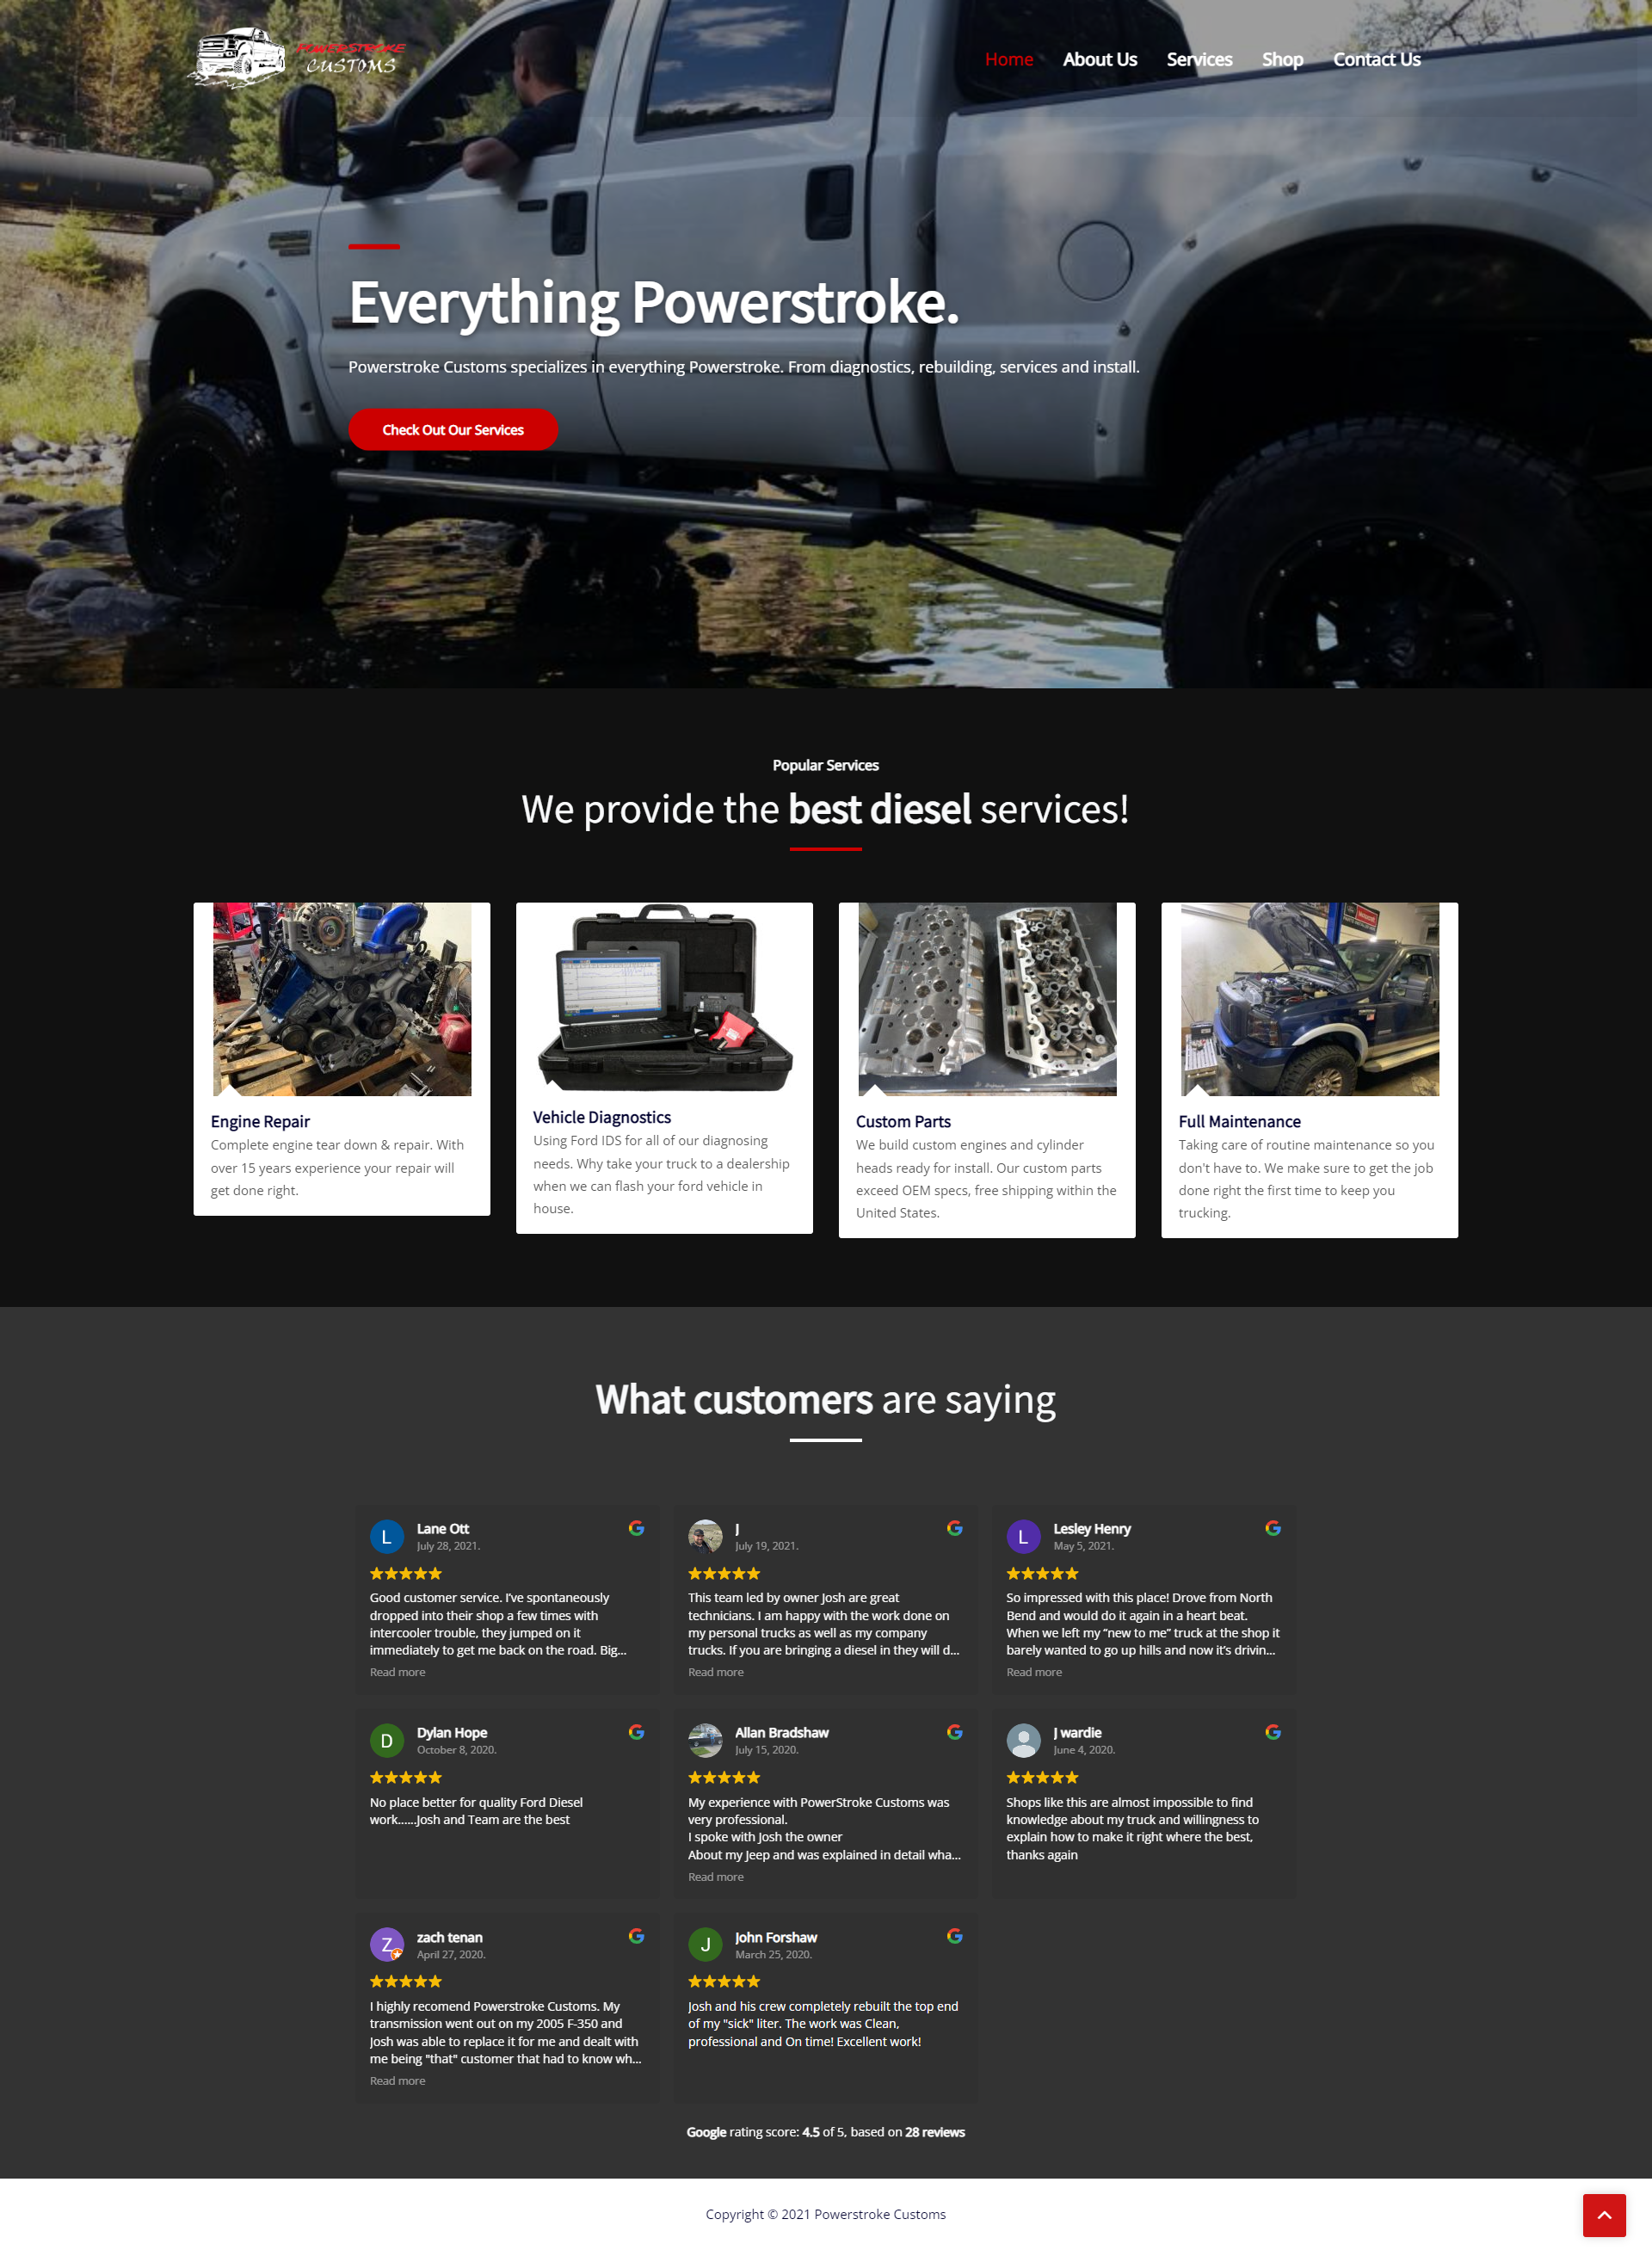 POWERSTROKE
CUSTOMS
Home
About Us
Services
Shop
Contact Us
Everything Powerstroke.
Powerstroke Customs specializes in everything Powerstroke. From diagnostics, rebuilding, services and install.
Check Out Our Services
Popular Services
We provide the best diesel services!
Engine Repair
Complete engine tear down & repair. With
over 15 years experience your repair will
get done right.
Vehicle Diagnostics
Using Ford IDS for all of our diagnosing
needs. Why take your truck to a dealership
when we can flash your ford vehicle in
house.
Custom Parts
We build custom engines and cylinder
heads ready for install. Our custom parts
exceed OEM specs, free shipping within the
United States.
Full Maintenance
Taking care of routine maintenance so you
don't have to. We make sure to get the job
done right the first time to keep you
trucking.
What customers are saying
L
Lane Ott
July 28, 2021.
Good customer service. I’ve spontaneously
dropped into their shop a few times with
intercooler trouble, they jumped on it
immediately to get me back on the road. Big...
Read more
J
July 19, 2021.
This team led by owner Josh are great
technicians. I am happy with the work done on
my personal trucks as well as my company
trucks. If you are bringing a diesel in they will d...
Read more
L
Lesley Henry
May 5, 2021.
So impressed with this place! Drove from North
Bend and would do it again in a heart beat.
When we left my “new to me” truck at the shop it
barely wanted to go up hills and now it’s drivin...
Read more
D
Dylan Hope
October 8, 2020.
No place better for quality Ford Diesel
work......Josh and Team are the best
Allan Bradshaw
July 15, 2020.
My experience with PowerStroke Customs was
very professional.
I spoke with Josh the owner
About my Jeep and was explained in detail wha...
Read more
J wardie
June 4, 2020.
Shops like this are almost impossible to find
knowledge about my truck and willingness to
explain how to make it right where the best,
thanks again
Z
zach tenan
April 27, 2020.
I highly recomend Powerstroke Customs. My
transmission went out on my 2005 F-350 and
Josh was able to replace it for me and dealt with
me being "that" customer that had to know wh...
Read more
J
John Forshaw
March 25, 2020.
Josh and his crew completely rebuilt the top end
of my "sick" liter. The work was Clean,
professional and On time! Excellent work!
Google rating score: 4.5 of 5, based on 28 reviews
Copyright © 2021 Powerstroke Customs